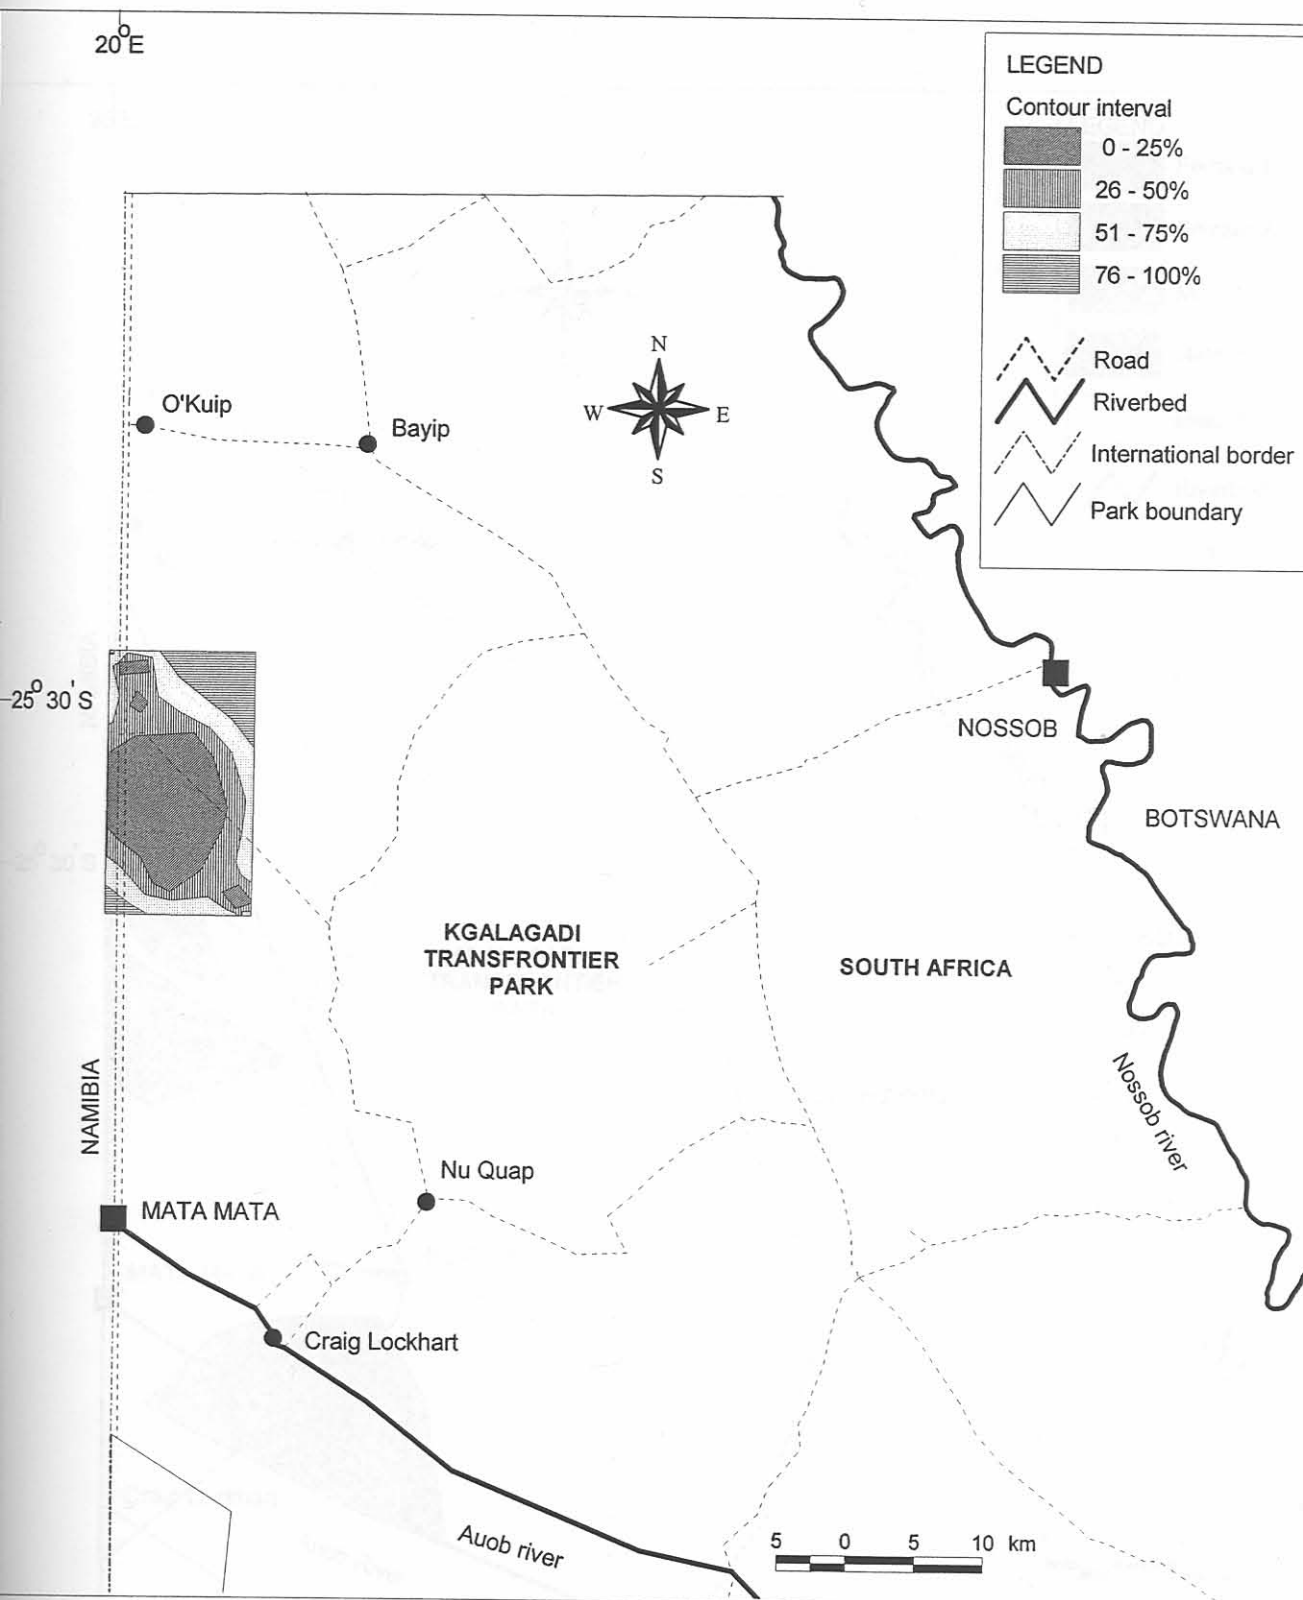 20°E
LEGEND
Contour interval
0 - 25%
26 - 50%
51 - 75%
76 - 100%
Road
Riverbed
International border
Park boundary
N
W E
S
O'Kuip
Bayip
25° 30' S
NOSSOB
BOTSWANA
KGALAGADI
TRANSFRONTIER
PARK
SOUTH AFRICA
NAMIBIA
Nossob river
Nu Quap
MATA MATA
Craig Lockhart
Auob river
5 0 5 10 km